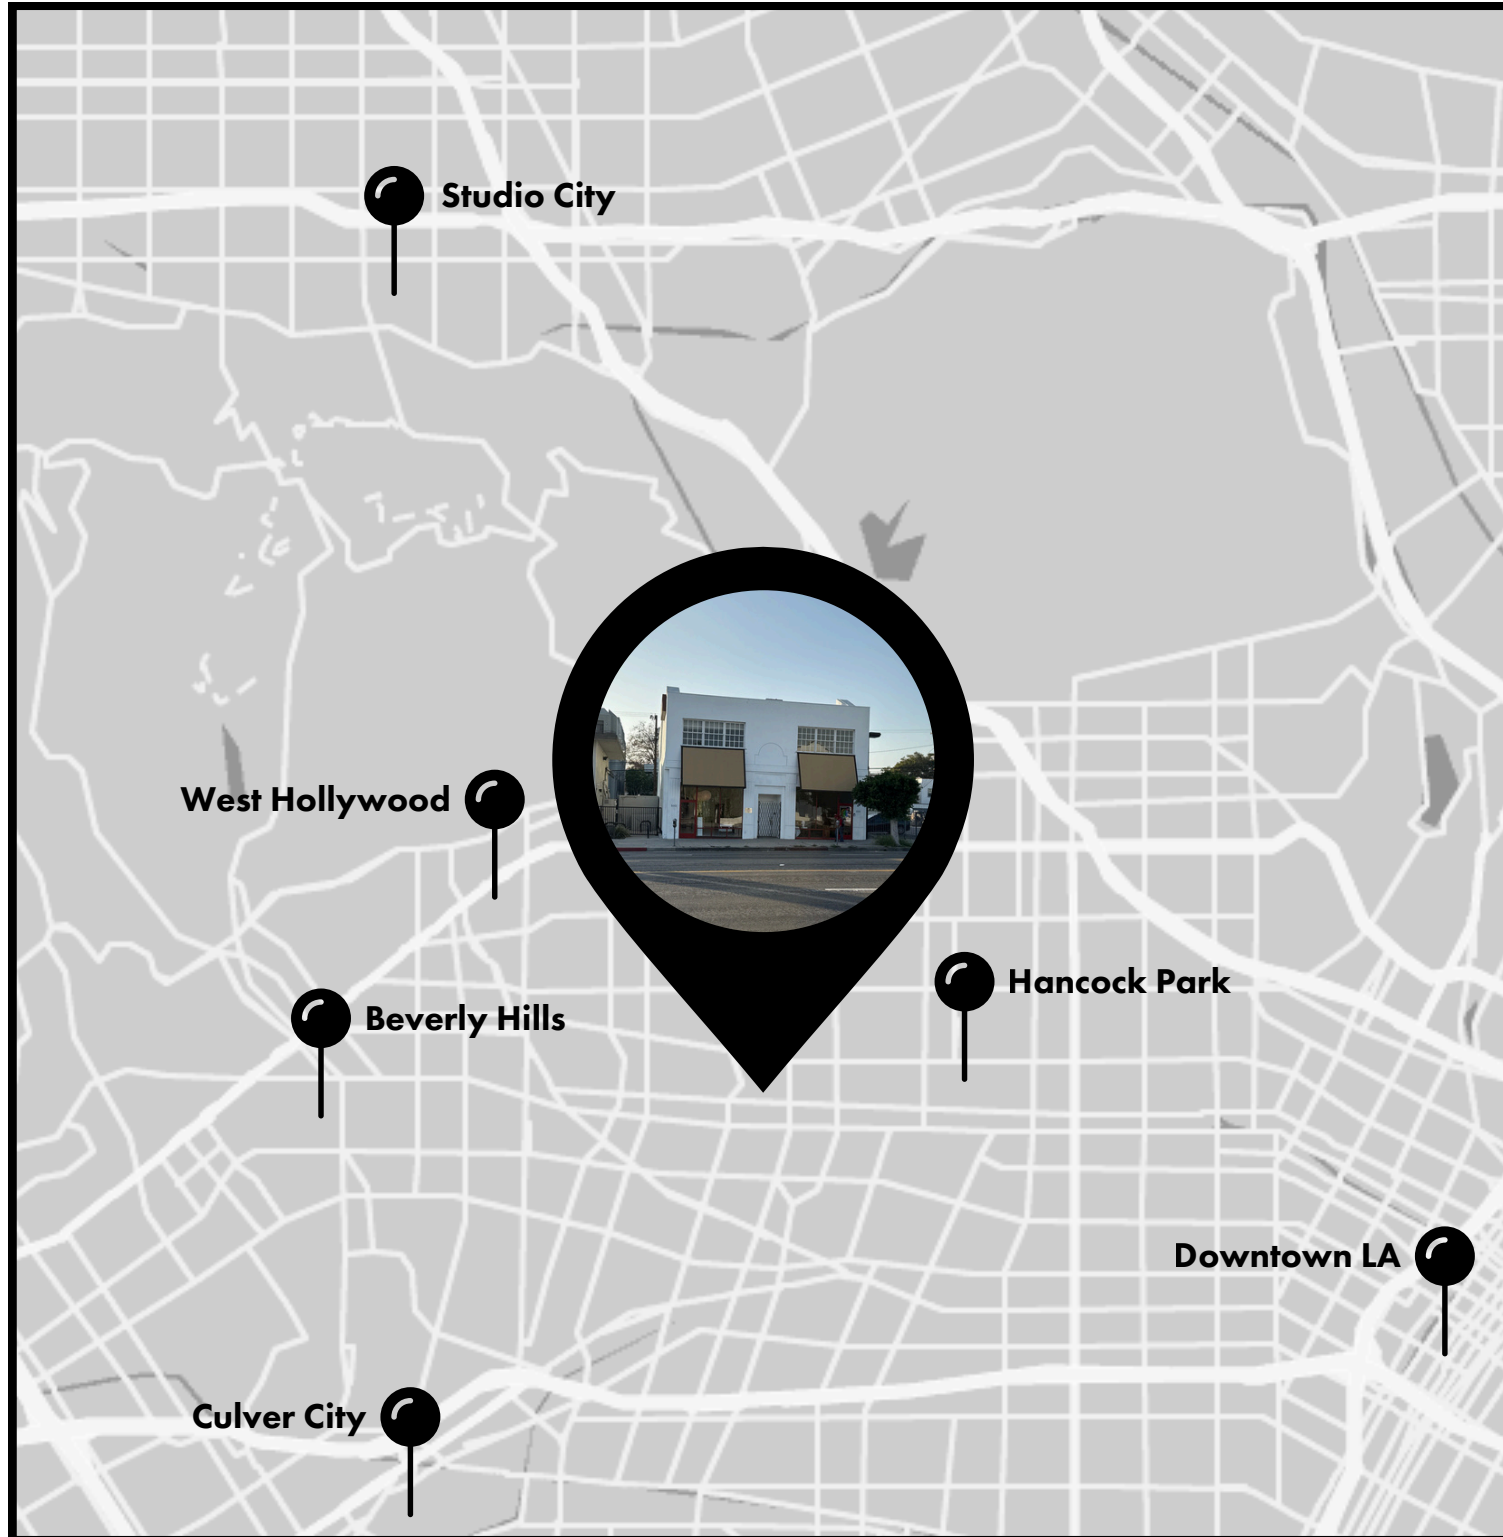 Studio City
West Hollywood
Hancock Park
Beverly Hills
Downtown LA
Culver City